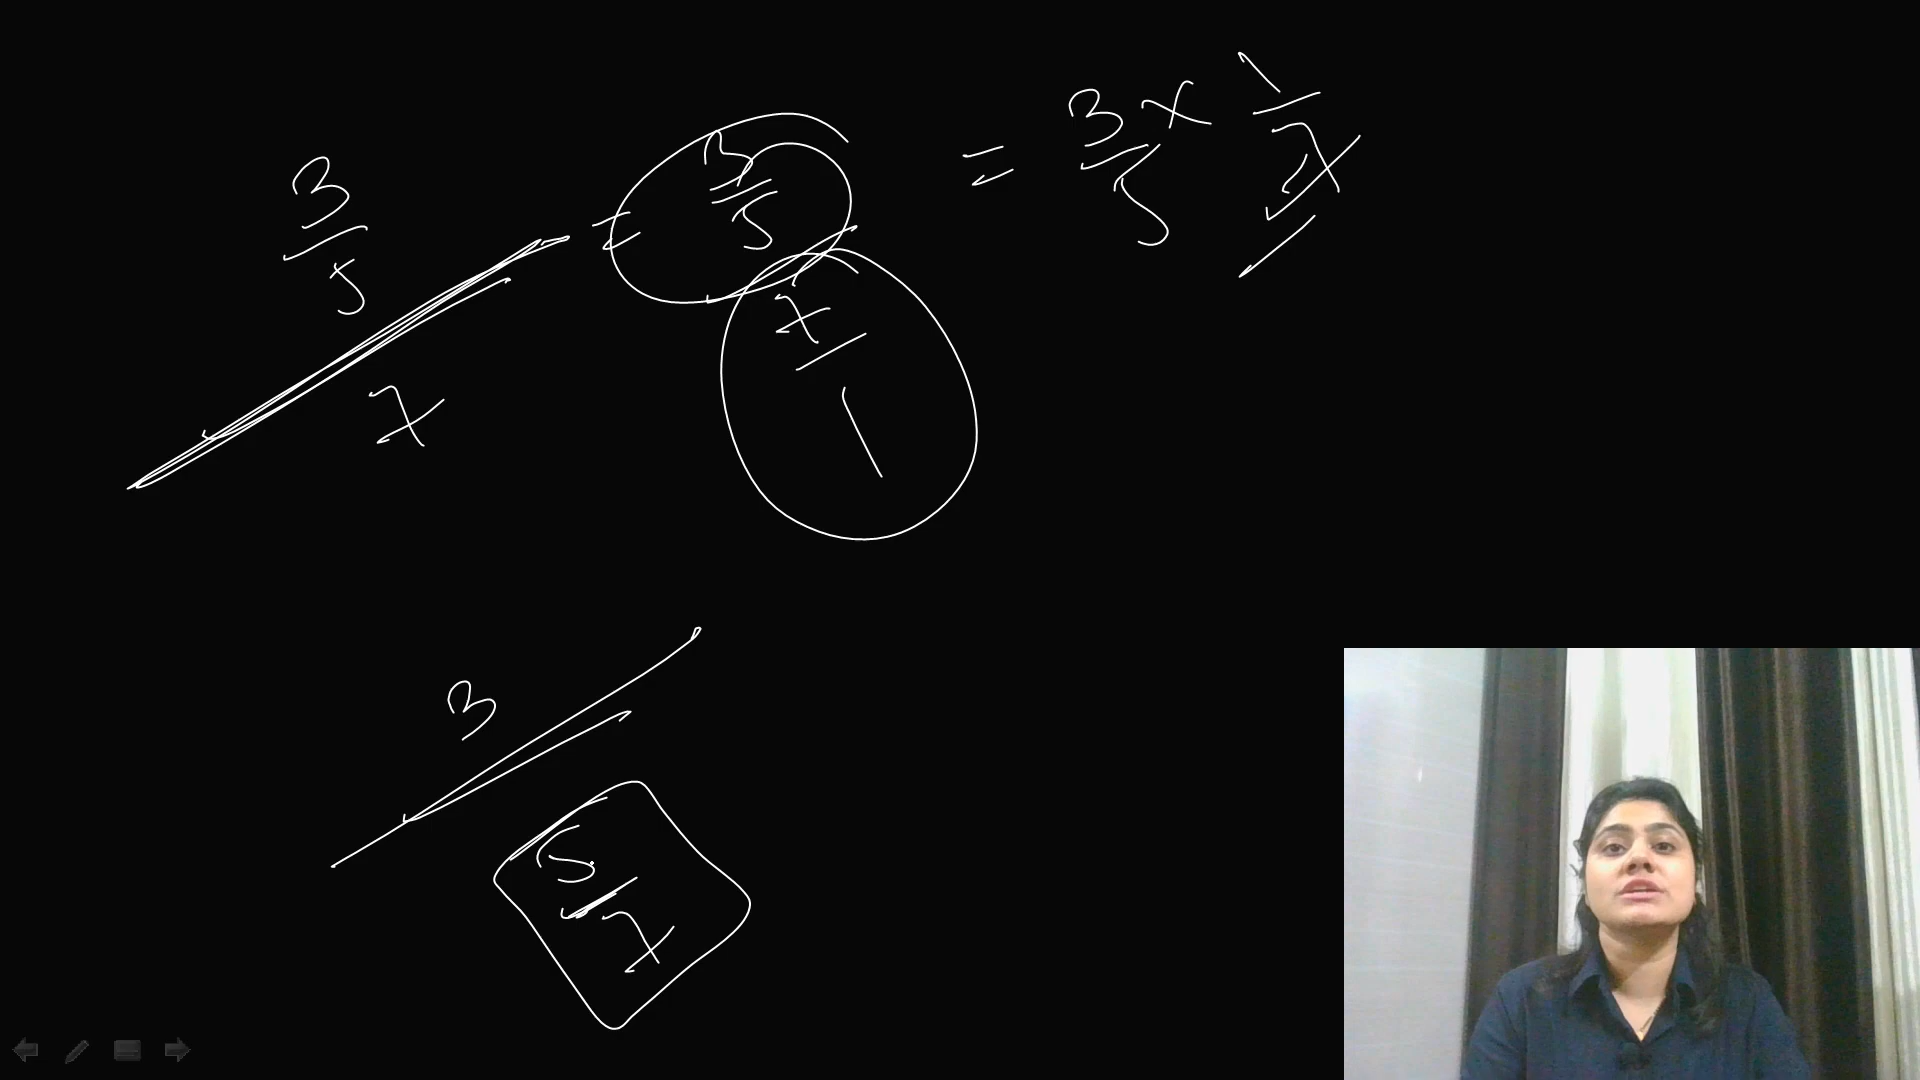 3/5 / 7 = 3/5 / 7/1 = 3/5 × 1/7
3 / 5/7